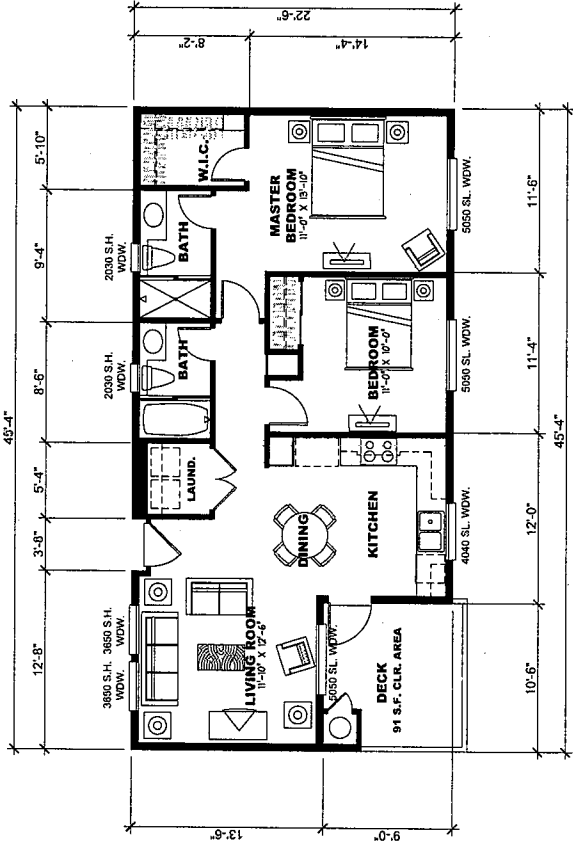 45'-4"
12'-8"
3'-8"
5'-4"
8'-6"
9'-4"
5'-10"
3650 S.H.
WDW.
3650 S.H.
WDW.
2030 S.H.
WDW.
2030 S.H.
WDW.
22'-6"
8'-2"
14'-4"
13'-6"
9'-0"
LAUND.
BATH
BATH
W.I.C.
LIVING ROOM
11'-10" X 12'-6"
DINING
KITCHEN
BEDROOM
11'-0" X 10'-0"
MASTER
BEDROOM
11'-0" X 13'-10"
5050 SL. WDW.
DECK
91 S.F. CLR. AREA
4040 SL. WDW.
5050 SL. WDW.
5050 SL. WDW.
10'-6"
12'-0"
11'-4"
11'-6"
45'-4"